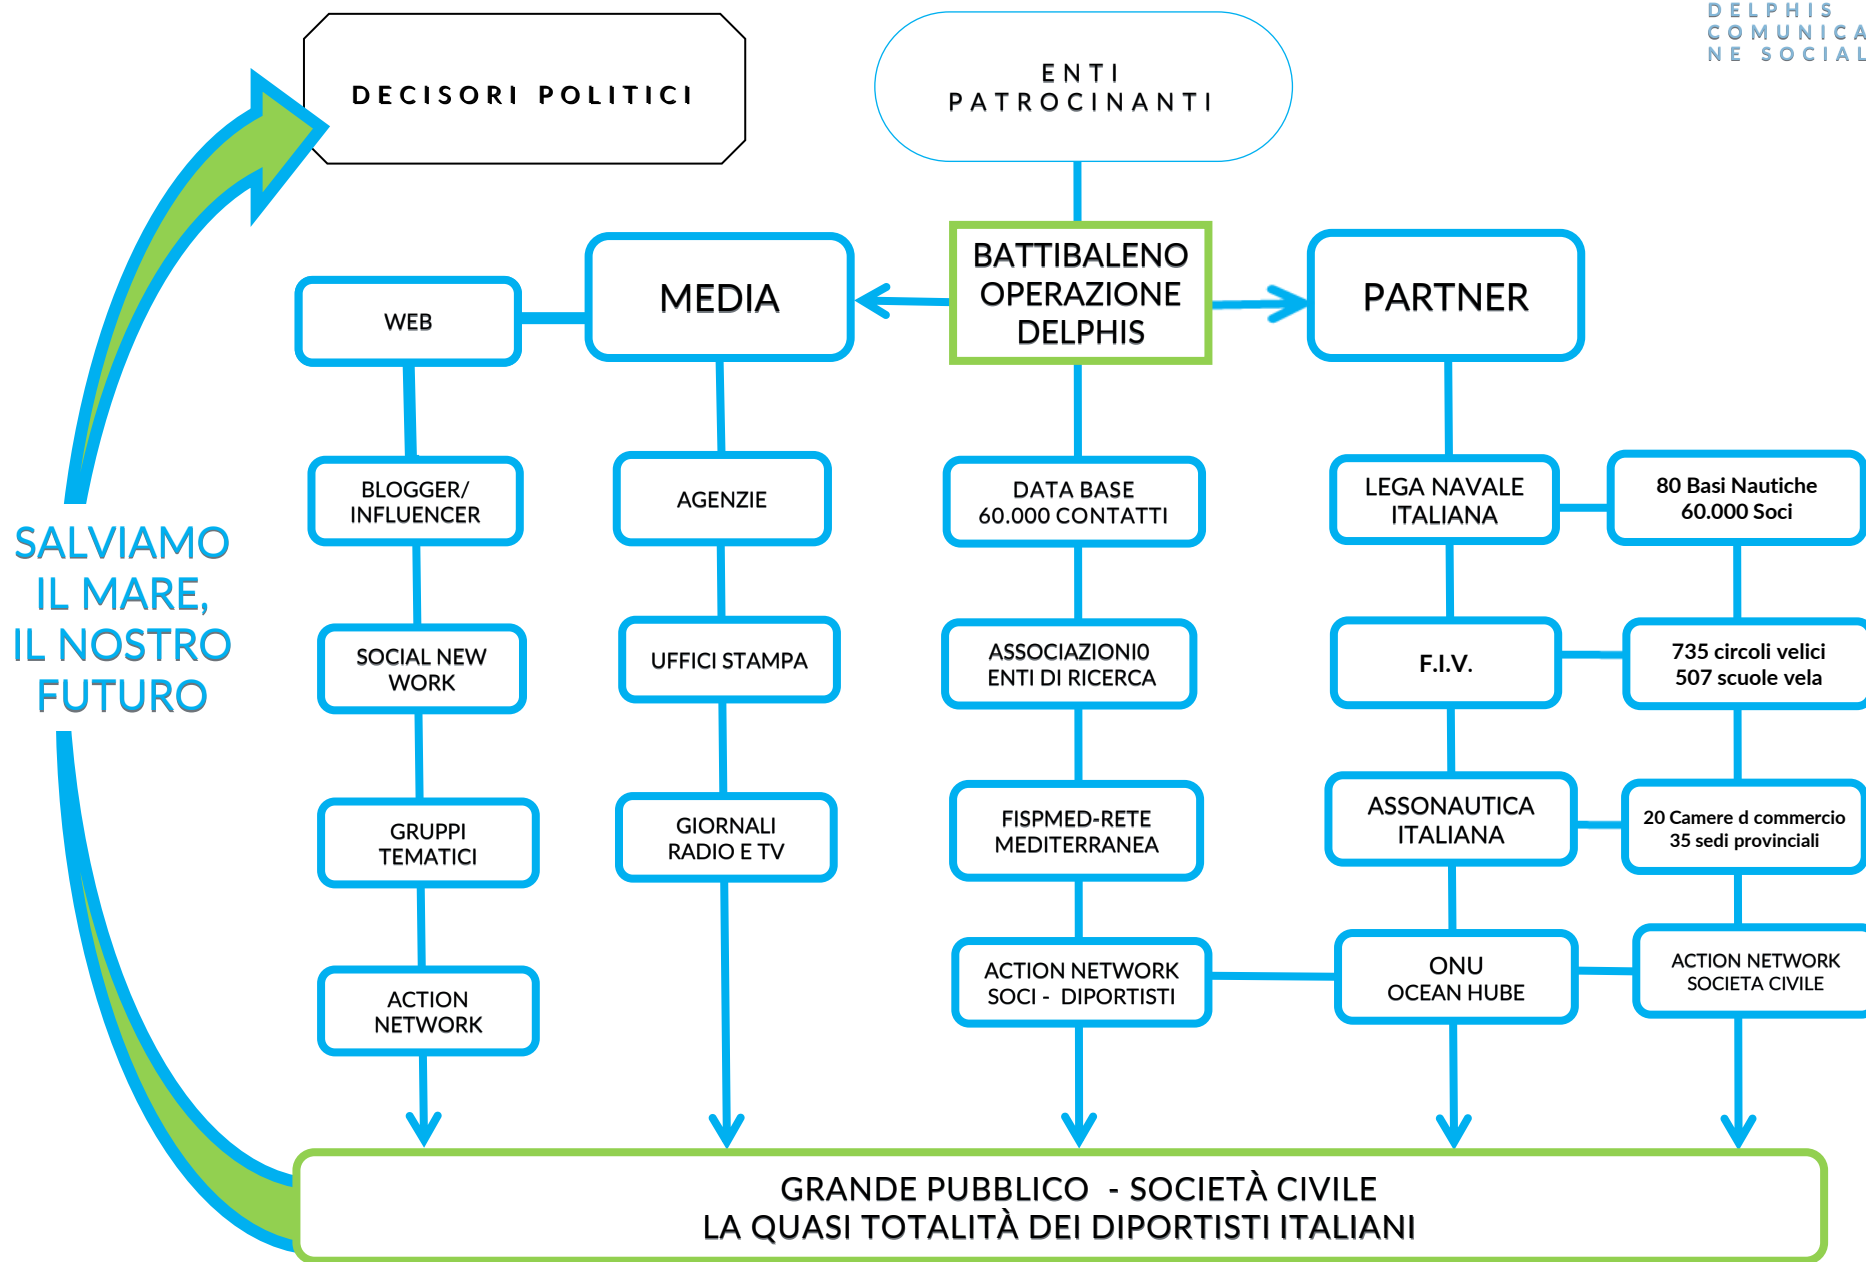 DELPHIS
COMUNICA
NE SOCIAL
DECISORI POLITICI
ENTI
PATROCINANTI
BATTIBALENO
OPERAZIONE
DELPHIS
MEDIA
PARTNER
WEB
BLOGGER/
INFLUENCER
AGENZIE
DATA BASE
60.000 CONTATTI
LEGA NAVALE
ITALIANA
80 Basi Nautiche
60.000 Soci
SALVIAMO
IL MARE,
IL NOSTRO
FUTURO
SOCIAL NEW
WORK
UFFICI STAMPA
ASSOCIAZIONI0
ENTI DI RICERCA
F.I.V.
735 circoli velici
507 scuole vela
GRUPPI
TEMATICI
GIORNALI
RADIO E TV
FISPMED-RETE
MEDITERRANEA
ASSONAUTICA
ITALIANA
20 Camere d commercio
35 sedi provinciali
ACTION
NETWORK
ACTION NETWORK
SOCI - DIPORTISTI
ONU
OCEAN HUBE
ACTION NETWORK
SOCIETA CIVILE
GRANDE PUBBLICO - SOCIETÀ CIVILE
LA QUASI TOTALITÀ DEI DIPORTISTI ITALIANI